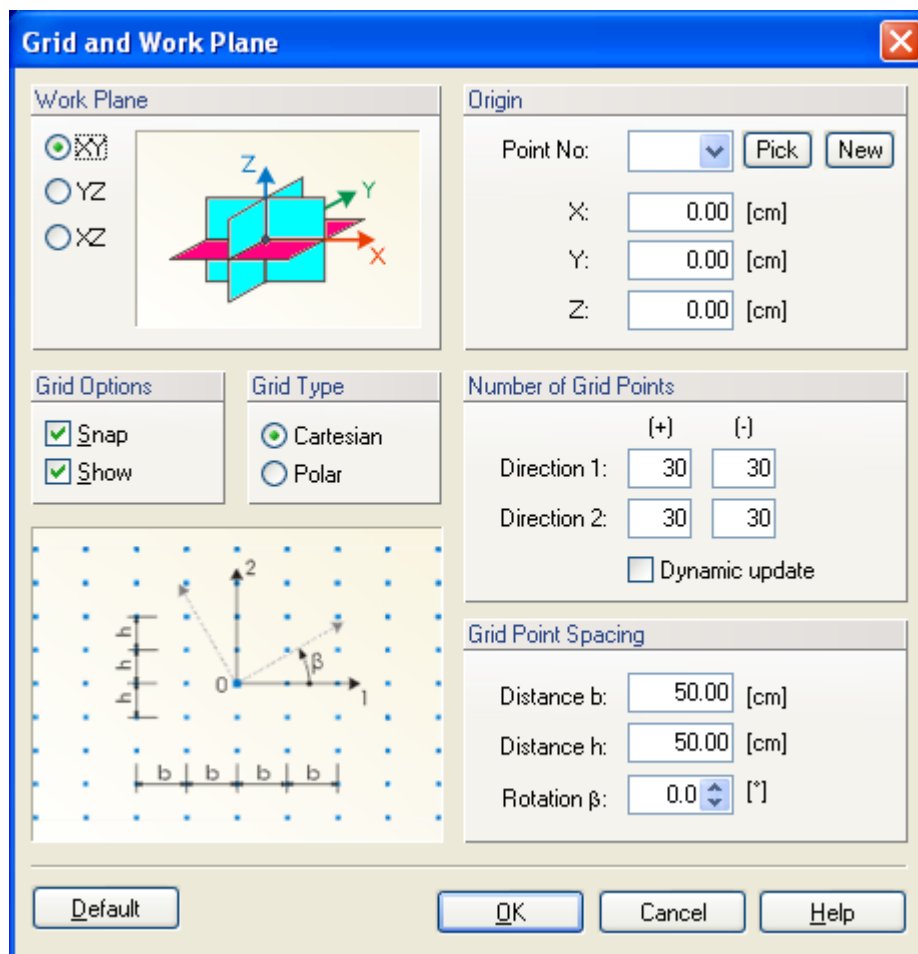 Grid and Work Plane
Work Plane
XY
YZ
XZ
Z
Y
X
Origin
Point No:
Pick
New
X: 0.00 [cm]
Y: 0.00 [cm]
Z: 0.00 [cm]
Grid Options
Snap
Show
Grid Type
Cartesian
Polar
Number of Grid Points
(+) (-)
Direction 1: 30 30
Direction 2: 30 30
Dynamic update
2
h
h
h
β
0
1
b b b b
Grid Point Spacing
Distance b: 50.00 [cm]
Distance h: 50.00 [cm]
Rotation β: 0.0 [°]
Default
OK
Cancel
Help